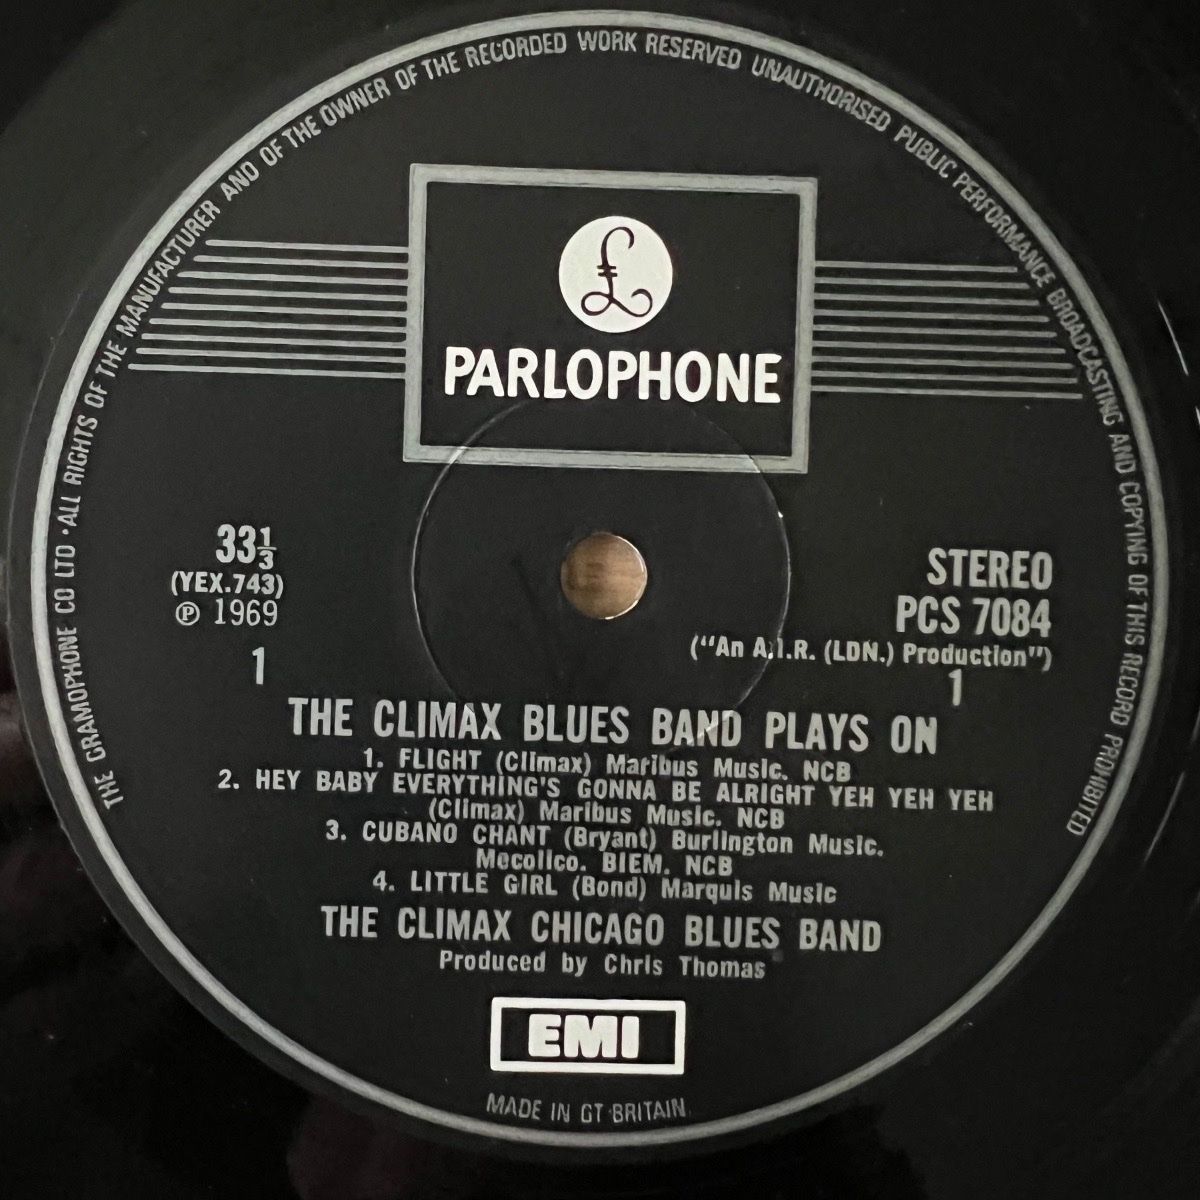 THE GRAMOPHONE CO LTD · ALL RIGHTS OF THE MANUFACTURER AND OF THE OWNER OF THE RECORDED WORK RESERVED UNAUTHORISED PUBLIC PERFORMANCE BROADCASTING AND COPYING OF THIS RECORD PROHIBITED
£
PARLOPHONE
33⅓
(YEX.743)
℗ 1969
1
STEREO
PCS 7084
("An A.I.R. (LDN.) Production")
1
THE CLIMAX BLUES BAND PLAYS ON
1. FLIGHT (Climax) Maribus Music. NCB
2. HEY BABY EVERYTHING'S GONNA BE ALRIGHT YEH YEH YEH
(Climax) Maribus Music. NCB
3. CUBANO CHANT (Bryant) Burlington Music.
Mecolico. BIEM. NCB
4. LITTLE GIRL (Bond) Marquis Music
THE CLIMAX CHICAGO BLUES BAND
Produced by Chris Thomas
EMI
MADE IN GT BRITAIN.